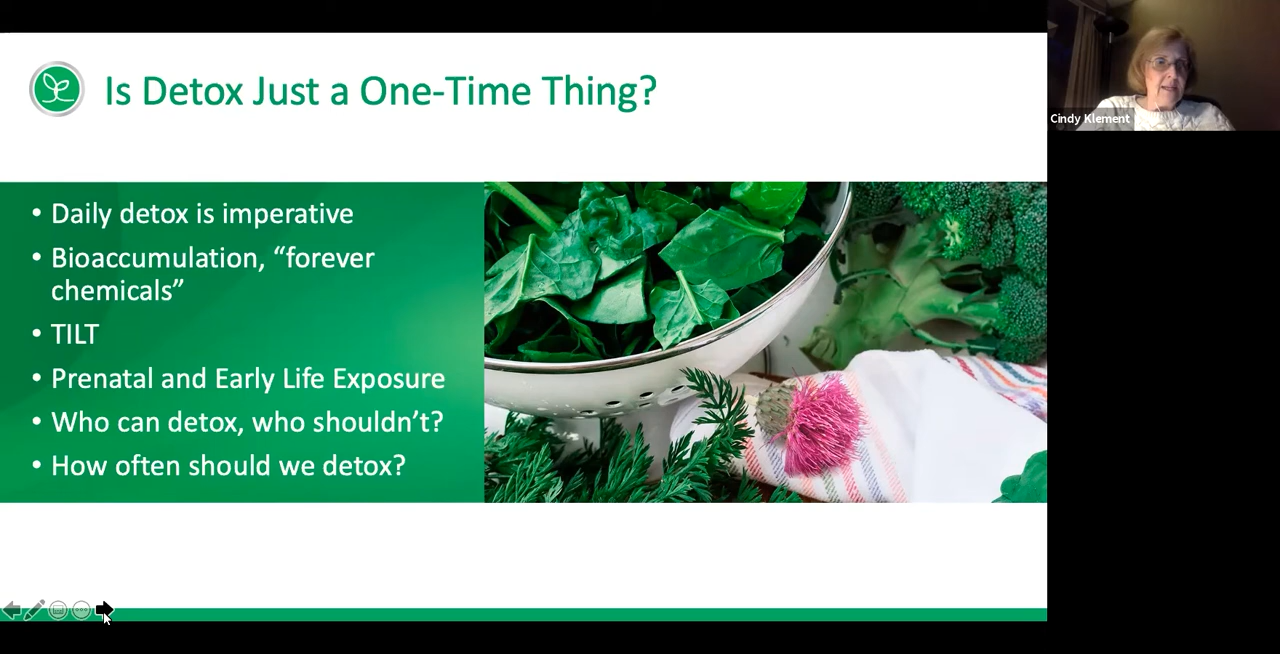 Is Detox Just a One-Time Thing?
Cindy Klement
• Daily detox is imperative
• Bioaccumulation, “forever
chemicals”
• TILT
• Prenatal and Early Life Exposure
• Who can detox, who shouldn’t?
• How often should we detox?